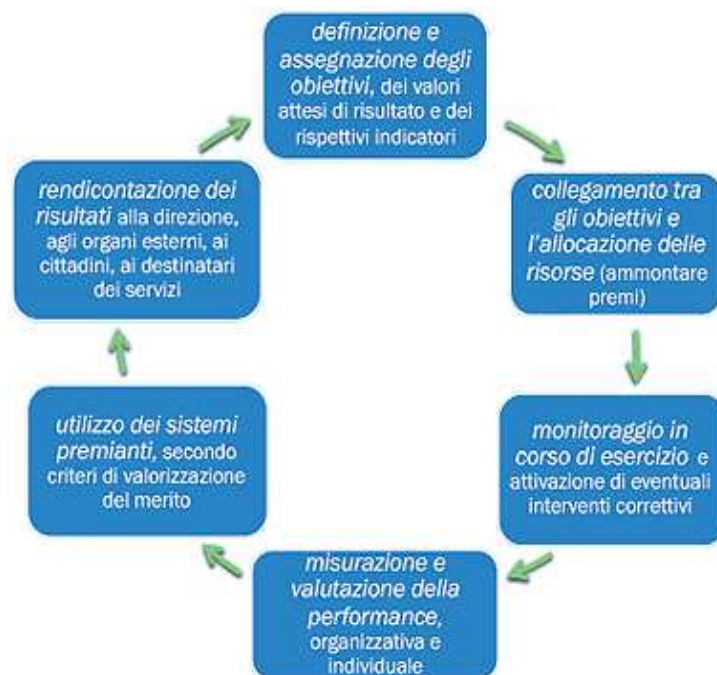 definizione e
assegnazione degli
obiettivi, dei valori
attesi di risultato e dei
rispettivi indicatori
collegamento tra
gli obiettivi e
l'allocazione delle
risorse (ammontare
premi)
monitoraggio in
corso di esercizio e
attivazione di eventuali
interventi correttivi
misurazione e
valutazione della
performance,
organizzativa e
individuale
utilizzo dei sistemi
premianti, secondo
criteri di valorizzazione
del merito
rendicontazione dei
risultati alla direzione,
agli organi esterni, ai
cittadini, ai destinatari
dei servizi